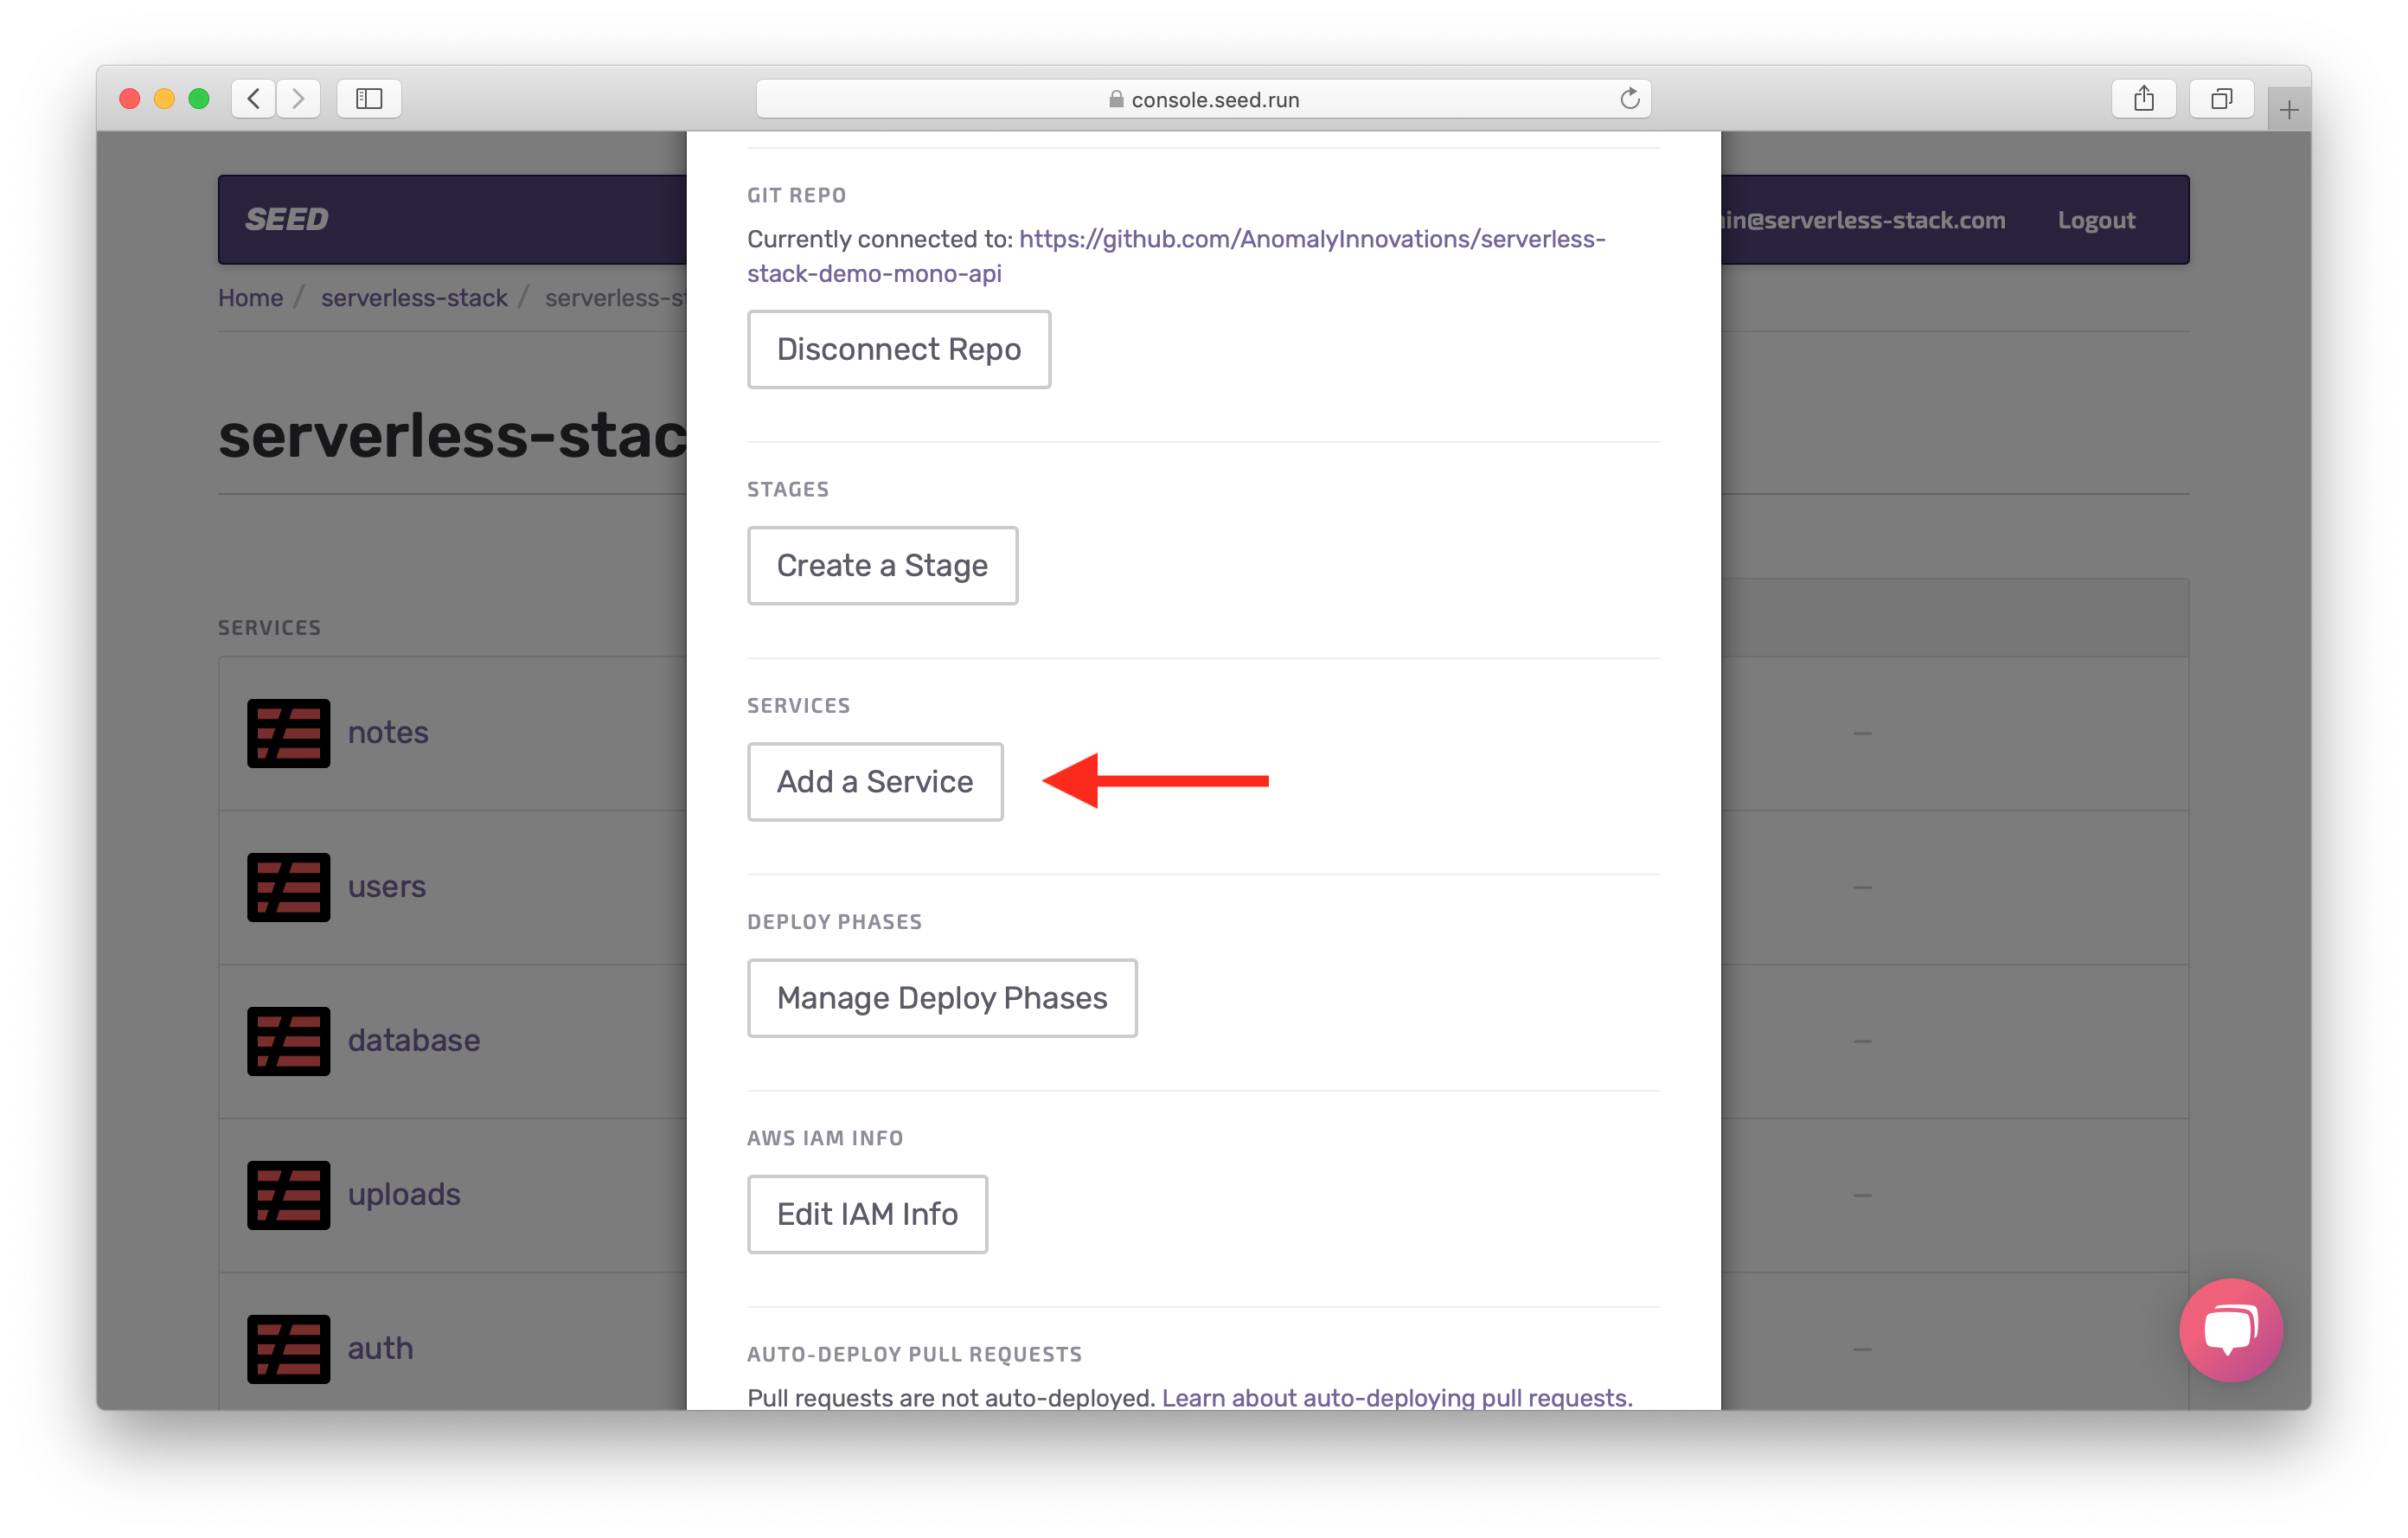 console.seed.run
SEED
in@serverless-stack.com
Logout
Home / serverless-stack / serverless-s
serverless-stac
SERVICES
notes
users
database
uploads
auth
GIT REPO
Currently connected to: https://github.com/AnomalyInnovations/serverless-
stack-demo-mono-api
Disconnect Repo
STAGES
Create a Stage
SERVICES
Add a Service
DEPLOY PHASES
Manage Deploy Phases
AWS IAM INFO
Edit IAM Info
AUTO-DEPLOY PULL REQUESTS
Pull requests are not auto-deployed. Learn about auto-deploying pull requests.